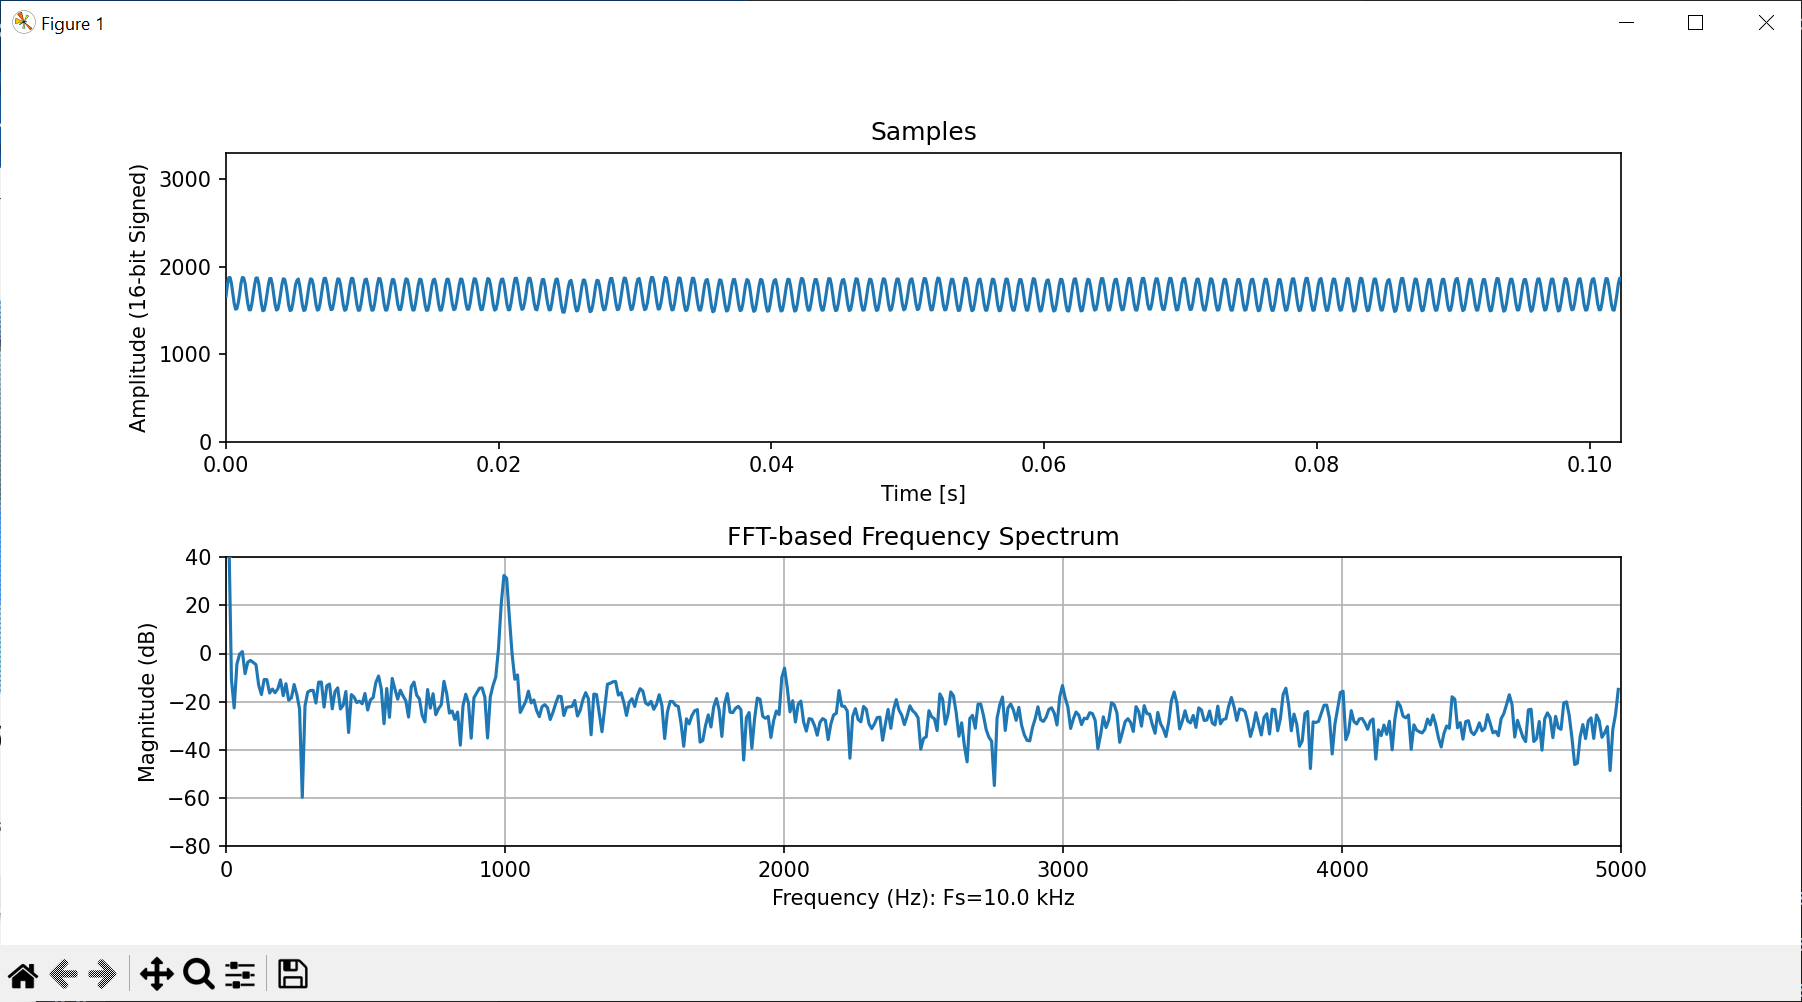 Figure 1
Samples
Amplitude (16-bit Signed)
3000
2000
1000
0
0.00 0.02 0.04 0.06 0.08 0.10
Time [s]
FFT-based Frequency Spectrum
Magnitude (dB)
40
20
0
−20
−40
−60
−80
0 1000 2000 3000 4000 5000
Frequency (Hz): Fs=10.0 kHz